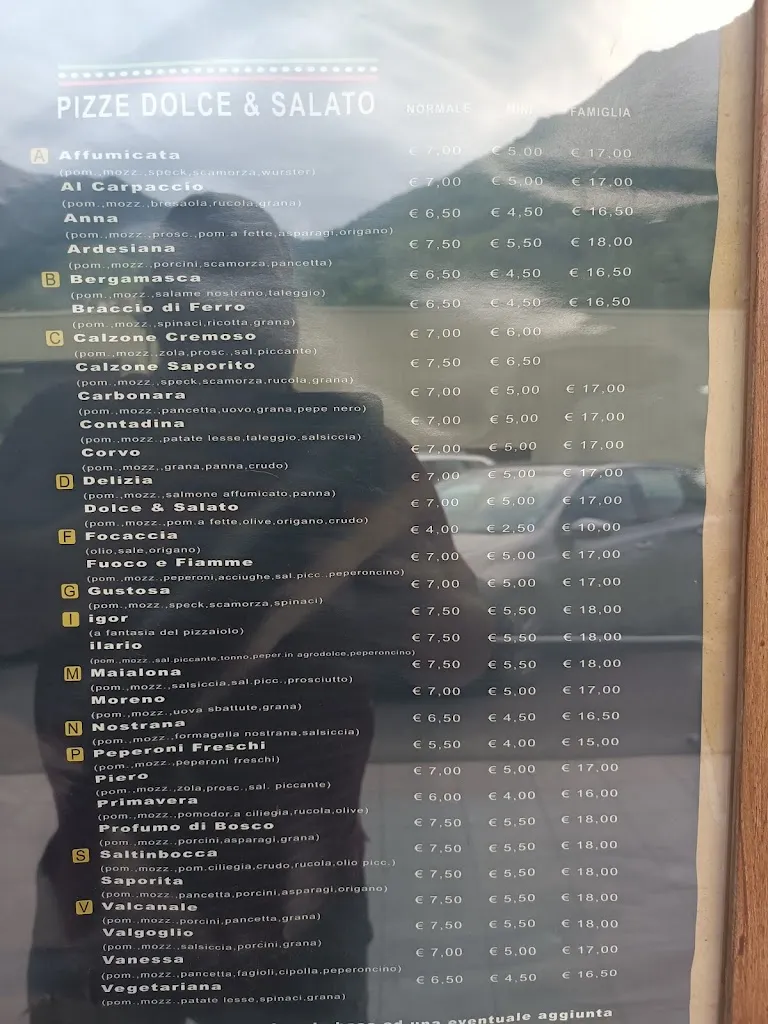 PIZZE DOLCE & SALATO NORMALE MINI FAMIGLIA
A Affumicata € 7,00 € 5,00 € 17,00
(pom.,mozz.,speck,scamorza,wurster)
Al Carpaccio € 7,00 € 5,00 € 17,00
(pom.,mozz.,bresaola,rucola,grana)
Anna € 6,50 € 4,50 € 16,50
(pom.,mozz.,prosc.,pom.a fette,asparagi,origano)
Ardesiana € 7,50 € 5,50 € 18,00
(pom.,mozz.,porcini,scamorza,pancetta)
B Bergamasca € 6,50 € 4,50 € 16,50
(pom.,mozz.,salame nostrano,taleggio)
Braccio di Ferro € 6,50 € 4,50 € 16,50
(pom.,mozz.,spinaci,ricotta,grana)
C Calzone Cremoso € 7,00 € 6,00
(pom.,mozz.,zola,prosc.,sal.piccante)
Calzone Saporito € 7,50 € 6,50
(pom.,mozz.,speck,scamorza,rucola,grana)
Carbonara € 7,00 € 5,00 € 17,00
(pom.,mozz.,pancetta,uovo,grana,pepe nero)
Contadina € 7,00 € 5,00 € 17,00
(pom.,mozz.,patate lesse,taleggio,salsiccia)
Corvo € 7,00 € 5,00 € 17,00
(pom.,mozz.,grana,panna,crudo)
D Delizia € 7,00 € 5,00 € 17,00
(pom.,mozz.,salmone affumicato,panna)
Dolce & Salato € 7,00 € 5,00 € 17,00
(pom.,mozz.,pom.a fette,olive,origano,crudo)
F Focaccia € 4,00 € 2,50 € 10,00
(olio,sale,origano)
Fuoco e Fiamme € 7,00 € 5,00 € 17,00
(pom.,mozz.,peperoni,acciughe,sal.picc.,peperoncino)
G Gustosa € 7,00 € 5,00 € 17,00
(pom.,mozz.,speck,scamorza,spinaci)
I igor € 7,50 € 5,50 € 18,00
(a fantasia del pizzaiolo)
ilario € 7,50 € 5,50 € 18,00
(pom.,mozz.,sal.piccante,tonno,peper.in agrodolce,peperoncino)
M Maialona € 7,50 € 5,50 € 18,00
(pom.,mozz.,salsiccia,sal.picc.,prosciutto)
Moreno € 7,00 € 5,00 € 17,00
(pom.,mozz.,uova sbattute,grana)
N Nostrana € 6,50 € 4,50 € 16,50
(pom.,mozz.,formagella nostrana,salsiccia)
P Peperoni Freschi € 5,50 € 4,00 € 15,00
(pom.,mozz.,peperoni freschi)
Piero € 7,00 € 5,00 € 17,00
(pom.,mozz.,zola,prosc.,sal. piccante)
Primavera € 6,00 € 4,00 € 16,00
(pom.,mozz.,pomodor.a ciliegia,rucola,olive)
Profumo di Bosco € 7,50 € 5,50 € 18,00
(pom.,mozz.,porcini,asparagi,grana)
S Saltinbocca € 7,50 € 5,50 € 18,00
(pom.,mozz.,pom.ciliegia,crudo,rucola,olio picc.)
Saporita € 7,50 € 5,50 € 18,00
(pom.,mozz.,pancetta,porcini,asparagi,origano)
V Valcanale € 7,50 € 5,50 € 18,00
(pom.,mozz.,porcini,pancetta,grana)
Valgoglio € 7,50 € 5,50 € 18,00
(pom.,mozz.,salsiccia,porcini,grana)
Vanessa € 7,00 € 5,00 € 17,00
(pom.,mozz.,pancetta,fagioli,cipolla,peperoncino)
Vegetariana € 6,50 € 4,50 € 16,50
(pom.,mozz.,patate lesse,spinaci,grana)
ed una eventuale aggiunta